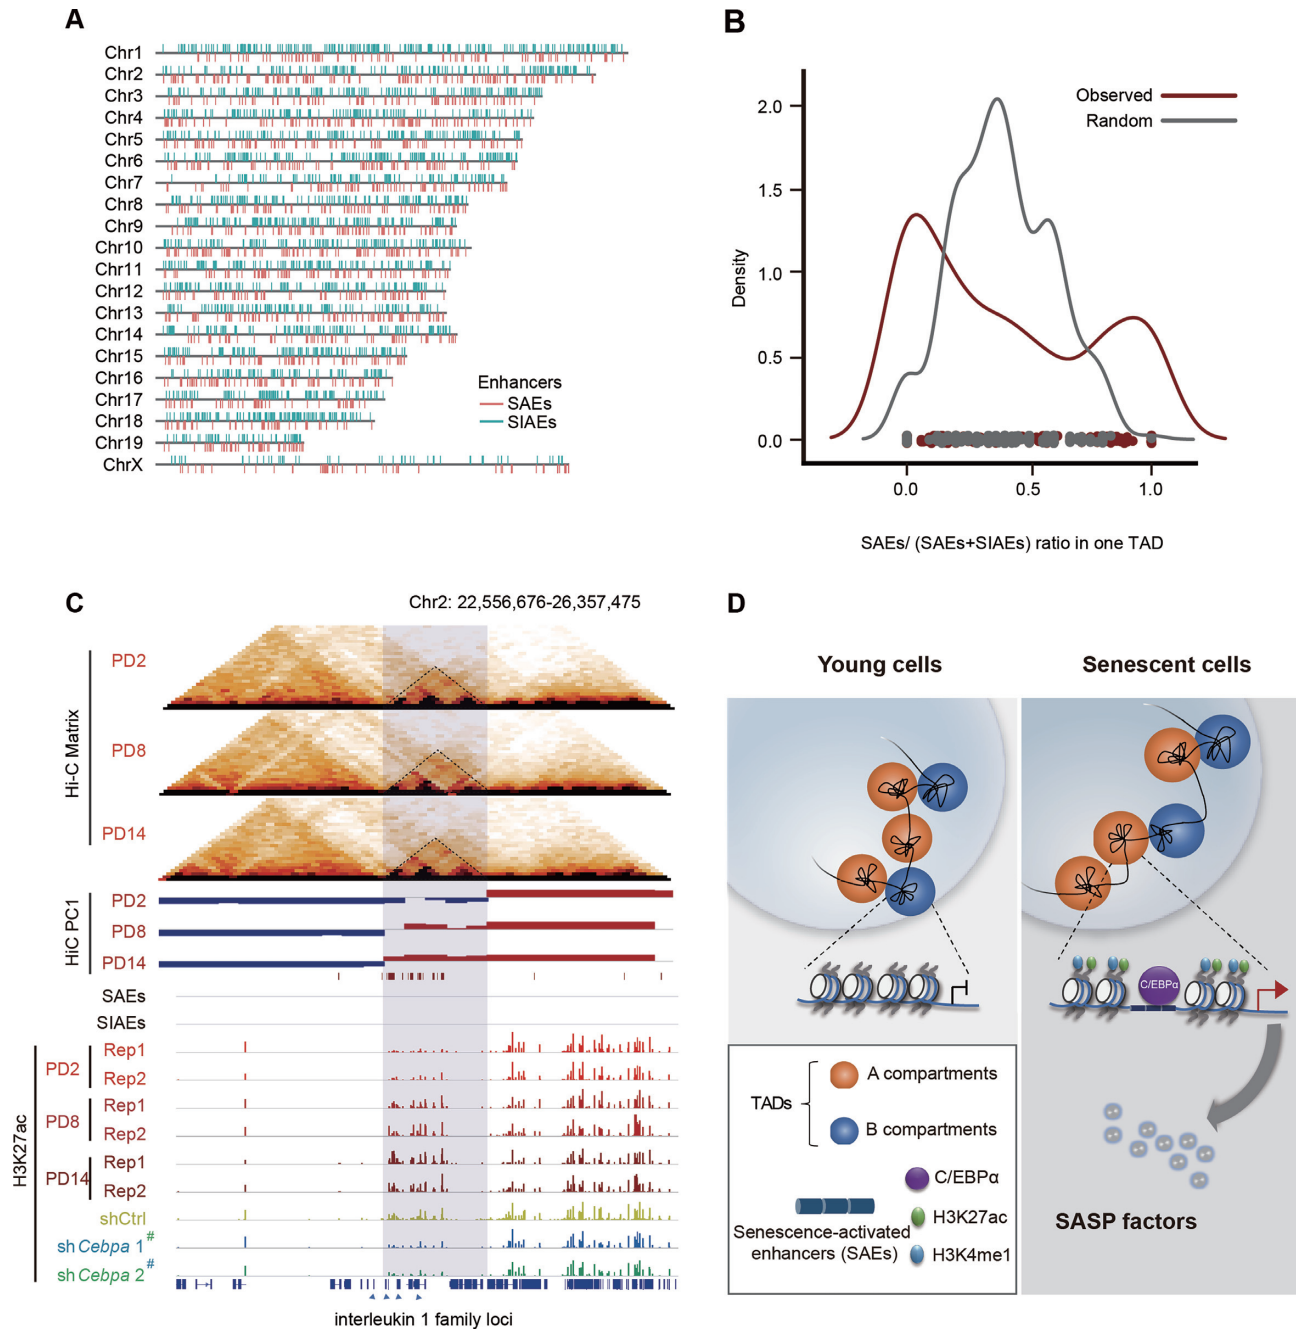 A
Chr1
Chr2
Chr3
Chr4
Chr5
Chr6
Chr7
Chr8
Chr9
Chr10
Chr11
Chr12
Chr13
Chr14
Chr15
Chr16
Chr17
Chr18
Chr19
ChrX
Enhancers
SAEs
SIAEs
B
Observed
Random
Density
2.0
1.5
1.0
0.5
0.0
0.0
0.5
1.0
SAEs/ (SAEs+SIAEs) ratio in one TAD
C
Chr2: 22,556,676-26,357,475
Hi-C Matrix
PD2
PD8
PD14
HiC PC1
PD2
PD8
PD14
SAEs
SIAEs
H3K27ac
PD2
Rep1
Rep2
PD8
Rep1
Rep2
PD14
Rep1
Rep2
shCtrl
sh Cebpa 1 #
sh Cebpa 2 #
interleukin 1 family loci
D
Young cells
Senescent cells
C/EBPα
SASP factors
TADs
A compartments
B compartments
C/EBPα
Senescence-activated
enhancers (SAEs)
H3K27ac
H3K4me1